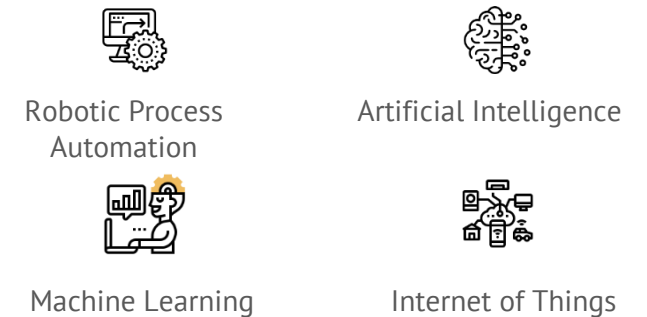 Robotic Process
Automation
Artificial Intelligence
Machine Learning
Internet of Things